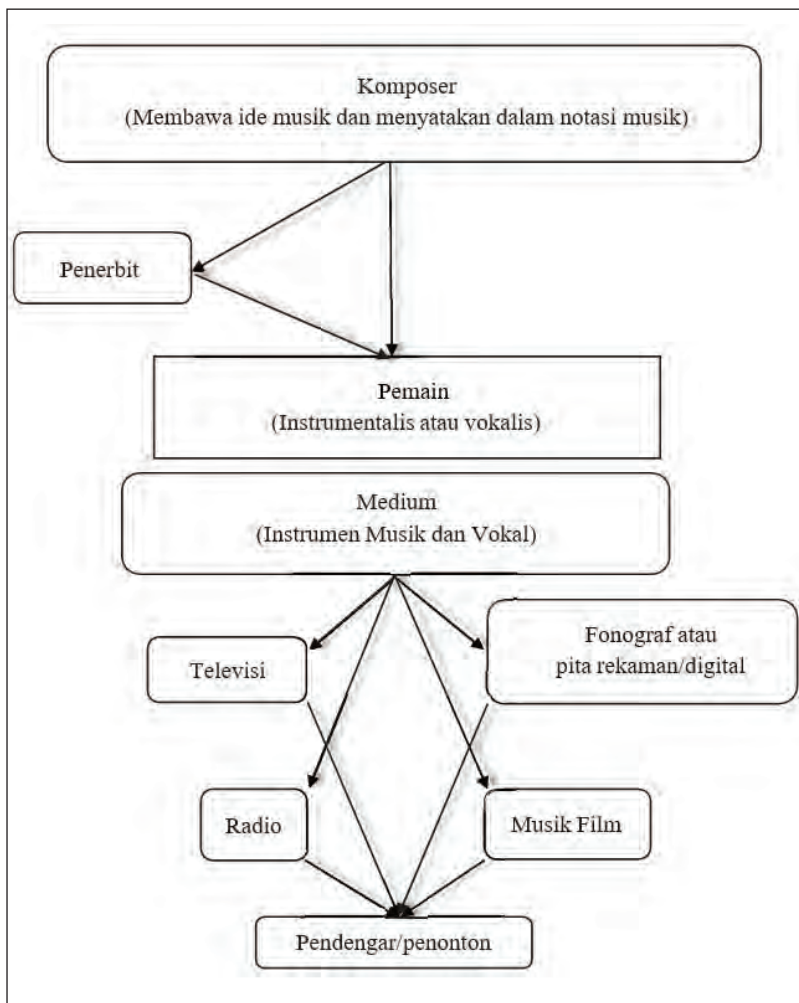 Komposer
(Membawa ide musik dan menyatakan dalam notasi musik)
Penerbit
Pemain
(Instrumentalis atau vokalis)
Medium
(Instrumen Musik dan Vokal)
Televisi
Fonograf atau
pita rekaman/digital
Radio
Musik Film
Pendengar/penonton